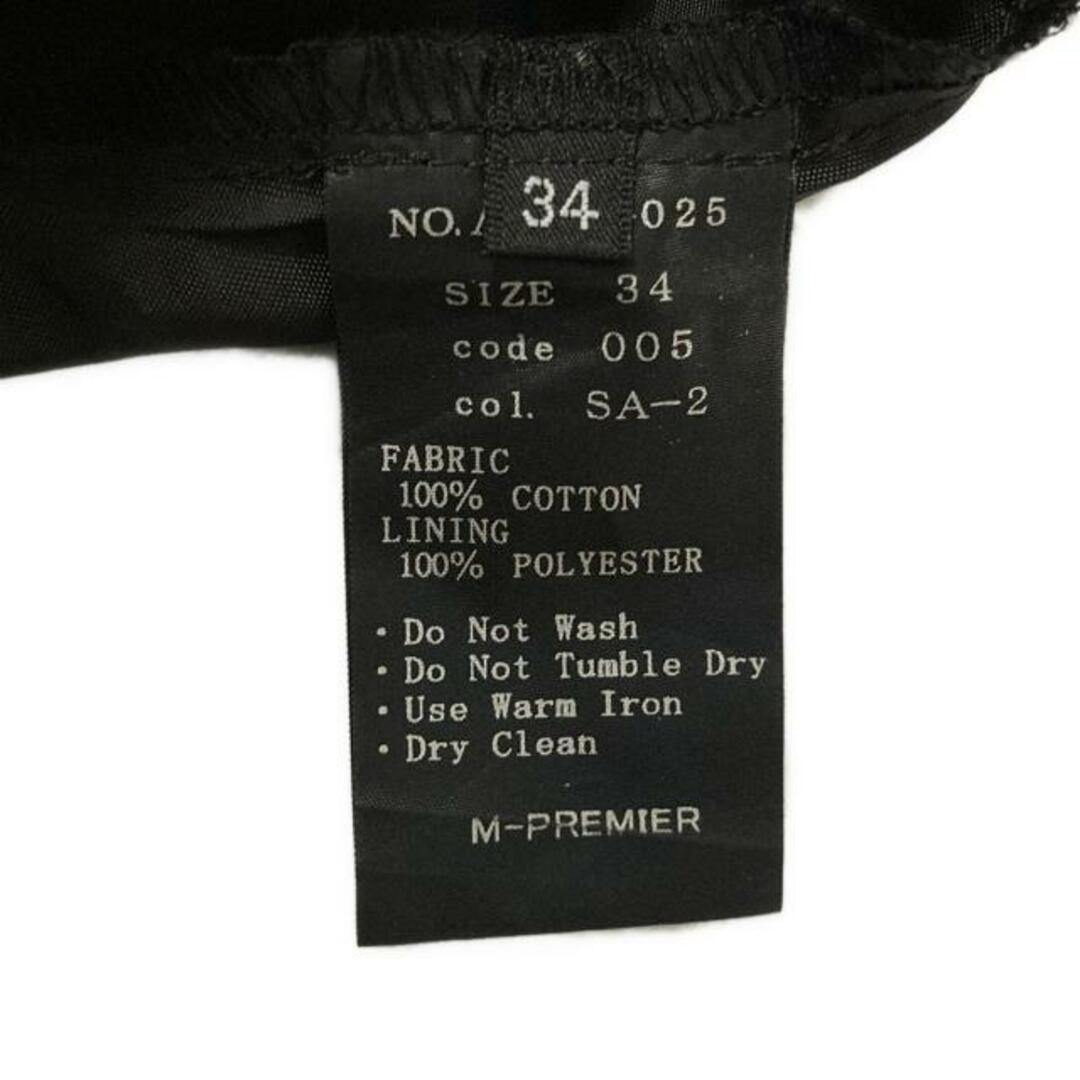 34
NO. 025
SIZE 34
code 005
col. SA-2
FABRIC
100% COTTON
LINING
100% POLYESTER
· Do Not Wash
· Do Not Tumble Dry
· Use Warm Iron
· Dry Clean
M-PREMIER